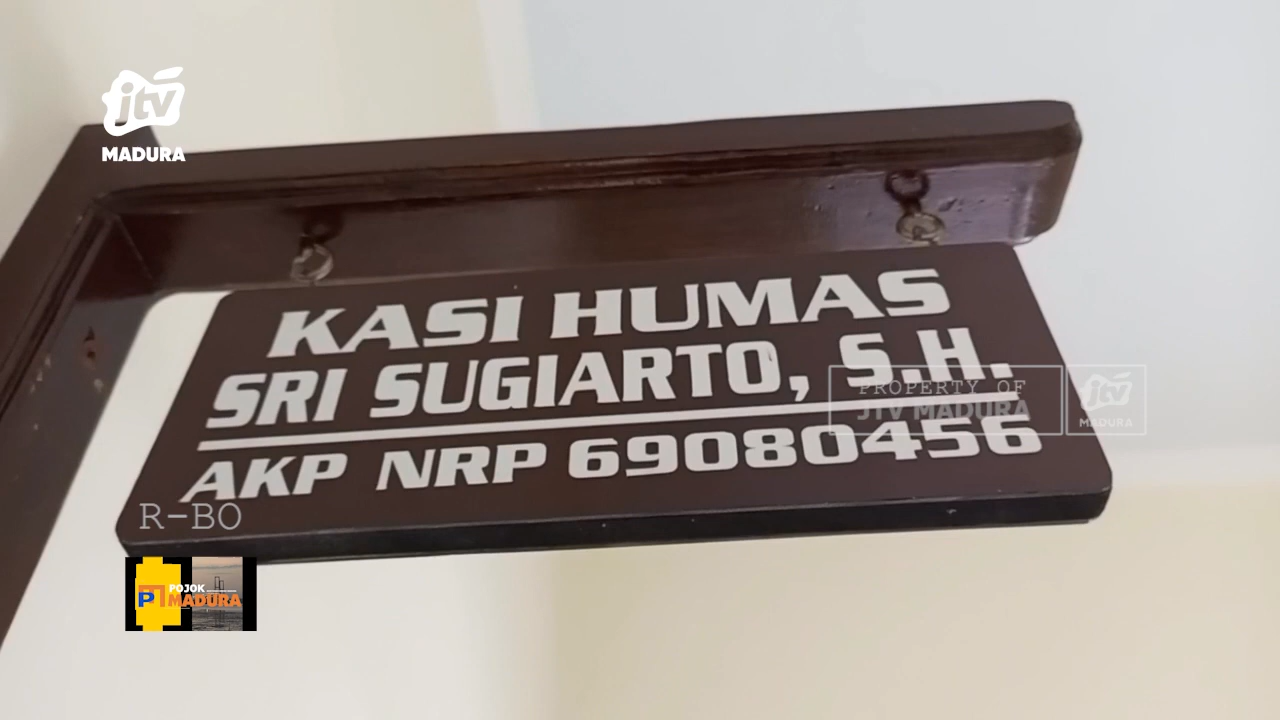 jtv
MADURA
KASI HUMAS
SRI SUGIARTO, S.H.
PROPERTY OF
JTV MADURA
jtv
MADURA
AKP NRP 69080456
R-BO
POJOK
P MADURA